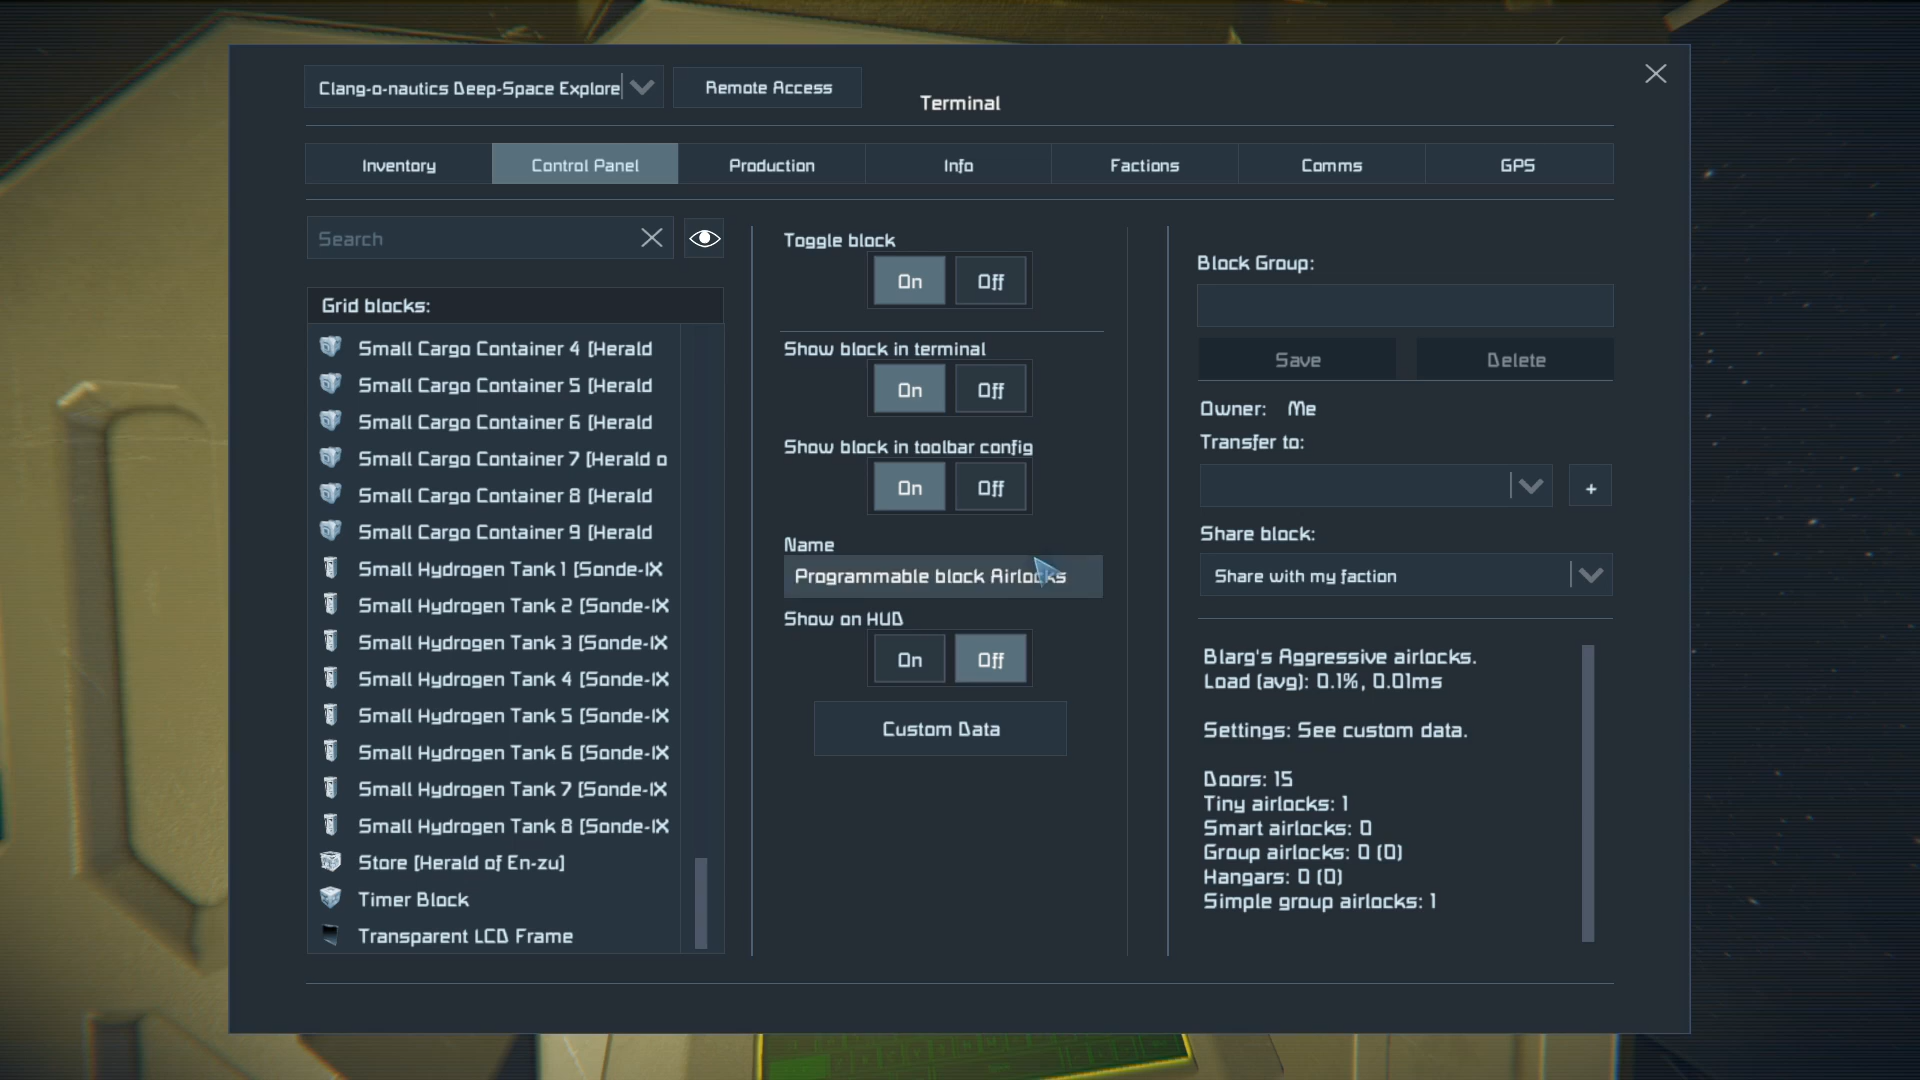 Clang-o-nautics Deep-Space Explore
Remote Access
Terminal
Inventory
Control Panel
Production
Info
Factions
Comms
GPS
Search
Grid blocks:
Small Cargo Container 4 [Herald
Small Cargo Container 5 [Herald
Small Cargo Container 6 [Herald
Small Cargo Container 7 [Herald o
Small Cargo Container 8 [Herald
Small Cargo Container 9 [Herald
Small Hydrogen Tank 1 [Sonde-IX
Small Hydrogen Tank 2 [Sonde-IX
Small Hydrogen Tank 3 [Sonde-IX
Small Hydrogen Tank 4 [Sonde-IX
Small Hydrogen Tank 5 [Sonde-IX
Small Hydrogen Tank 6 [Sonde-IX
Small Hydrogen Tank 7 [Sonde-IX
Small Hydrogen Tank 8 [Sonde-IX
Store [Herald of En-zu]
Timer Block
Transparent LCD Frame
Toggle block
On Off
Show block in terminal
On Off
Show block in toolbar config
On Off
Name
Programmable block Airlocks
Show on HUD
On Off
Custom Data
Block Group:
Save
Delete
Owner: Me
Transfer to:
+
Share block:
Share with my faction
Blarg's Aggressive airlocks.
Load (avg): 0.1%, 0.01ms
Settings: See custom data.
Doors: 15
Tiny airlocks: 1
Smart airlocks: 0
Group airlocks: 0 (0)
Hangars: 0 (0)
Simple group airlocks: 1